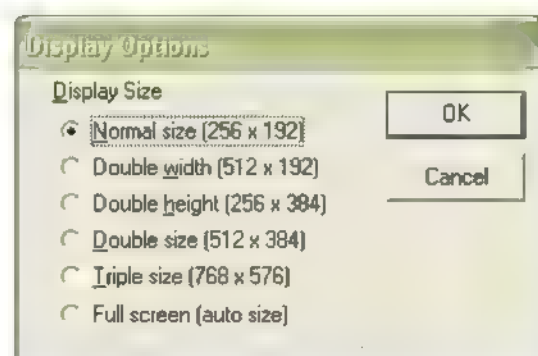 Display Options
Display Size
Normal size (256 x 192)
Double width (512 x 192)
Double height (256 x 384)
Double size (512 x 384)
Triple size (768 x 576)
Full screen (auto size)
OK
Cancel